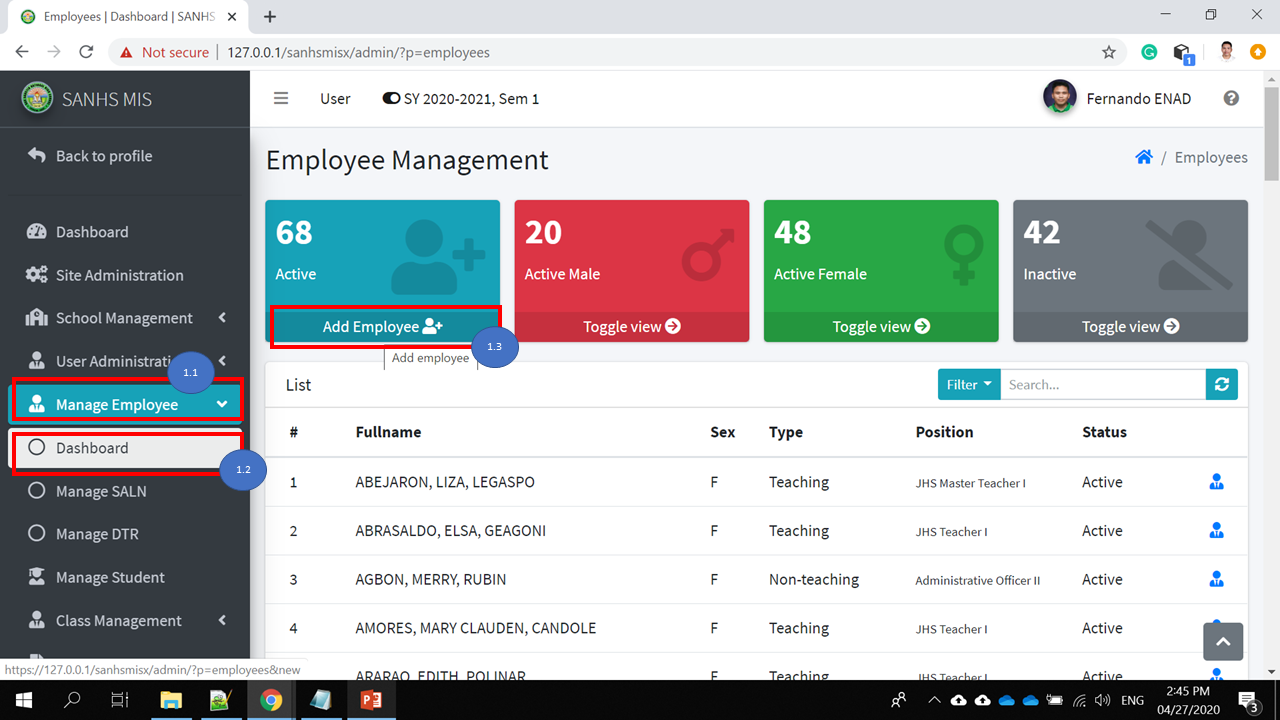 Employees | Dashboard | SANHS
Not secure | 127.0.0.1/sanhsmisx/admin/?p=employees
1
SANHS MIS
User
SY 2020-2021, Sem 1
Fernando ENAD
Back to profile
Dashboard
Site Administration
School Management
User Administrati
1.1
Manage Employee
Dashboard
1.2
Manage SALN
Manage DTR
Manage Student
Class Management
Employee Management
/ Employees
68
Active
Add Employee
1.3
Add employee
20
Active Male
Toggle view
48
Active Female
Toggle view
42
Inactive
Toggle view
List
Filter
Search...
# Fullname Sex Type Position Status
1 ABEJARON, LIZA, LEGASPO F Teaching JHS Master Teacher I Active
2 ABRASALDO, ELSA, GEAGONI F Teaching JHS Teacher I Active
3 AGBON, MERRY, RUBIN F Non-teaching Administrative Officer II Active
4 AMORES, MARY CLAUDEN, CANDOLE F Teaching JHS Teacher I Active
ARARAO, EDITH, POLINAR F Teaching JHS Teacher I Active
https://127.0.0.1/sanhsmisx/admin/?p=employees&new
ENG
2:45 PM
04/27/2020
3